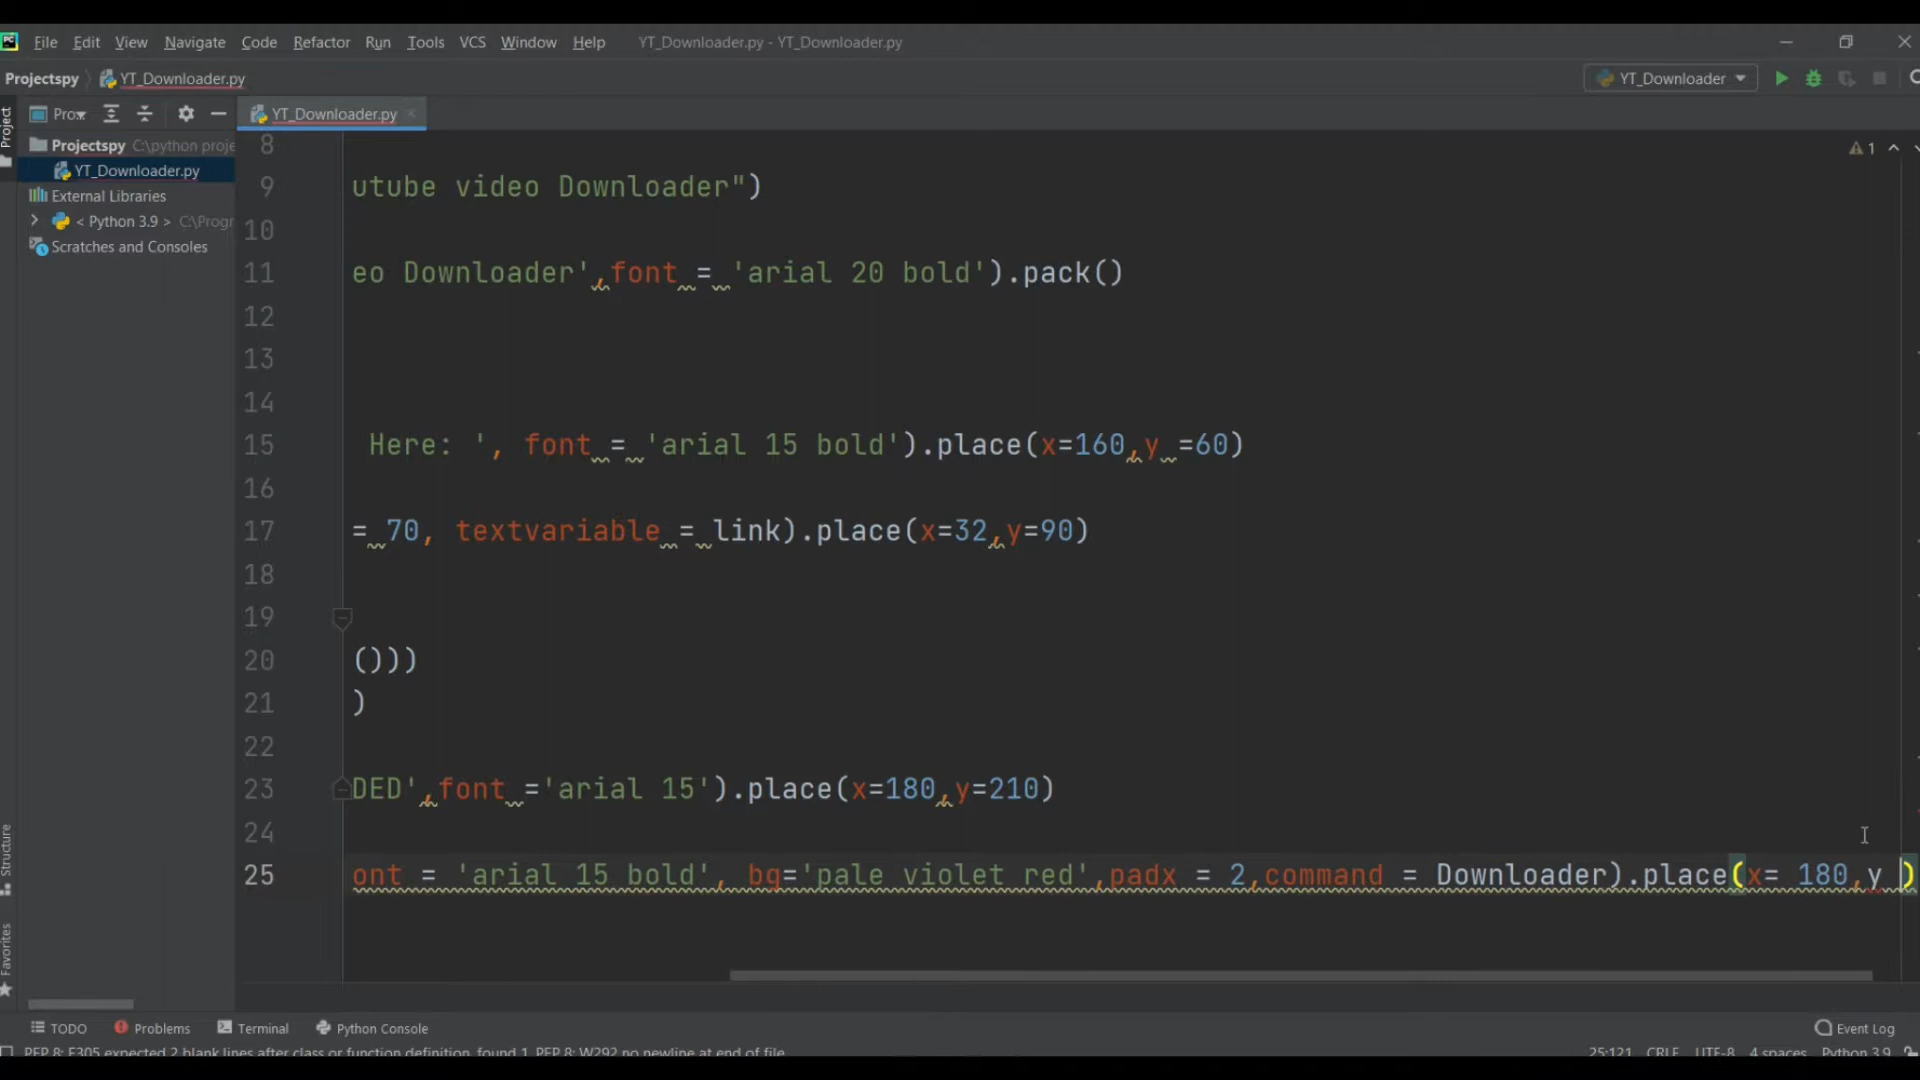 PC File Edit View Navigate Code Refactor Run Tools VCS Window Help YT_Downloader.py - YT_Downloader.py
Projectspy YT_Downloader.py YT_Downloader
Project
Pro YT_Downloader.py
Projectspy C:\python proje
YT_Downloader.py
External Libraries
< Python 3.9 > C:\Progr
Scratches and Consoles
1
8
9 utube video Downloader")
10
11 eo Downloader',font = 'arial 20 bold').pack()
12
13
14
15 Here: ', font = 'arial 15 bold').place(x=160,y =60)
16
17 = 70, textvariable = link).place(x=32,y=90)
18
19
20 ()))
21 )
22
23 DED',font ='arial 15').place(x=180,y=210)
24
25 ont = 'arial 15 bold', bg='pale violet red',padx = 2,command = Downloader).place(x= 180,y )
Structure
Favorites
TODO Problems Terminal Python Console Event Log
PEP 8: E305 expected 2 blank lines after class or function definition, found 1 PEP 8: W292 no newline at end of file 25:121 CRLF UTF-8 4 spaces Python 3.9